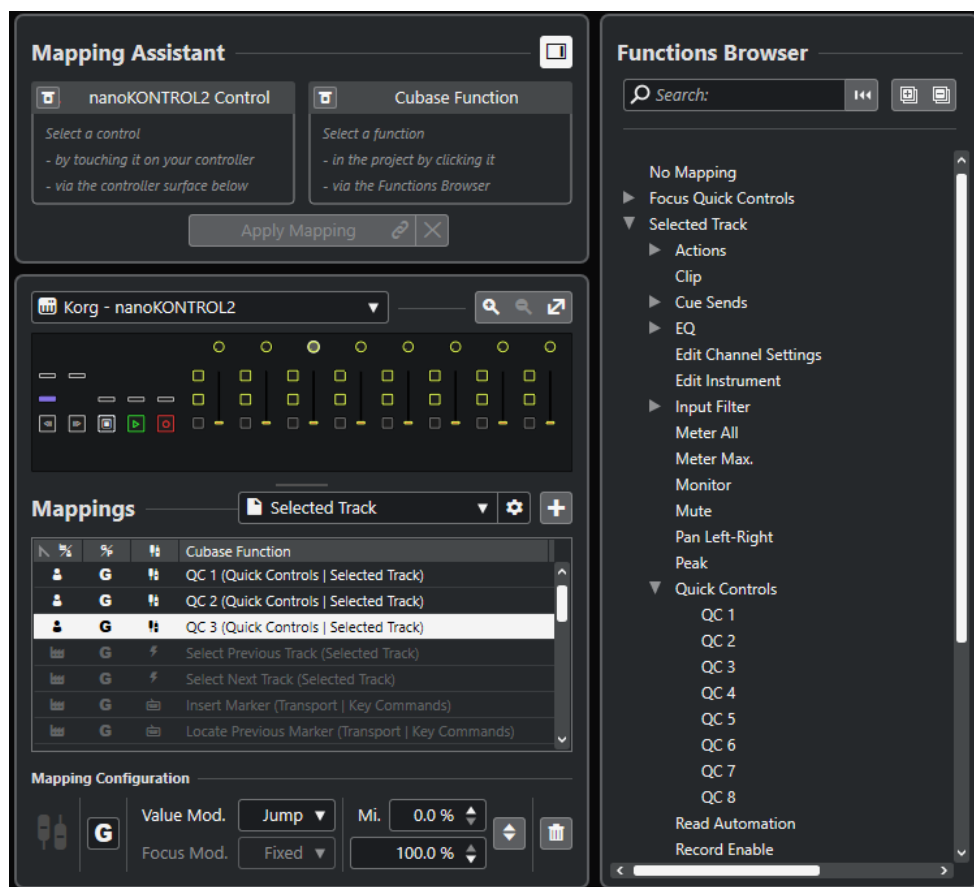 Mapping Assistant
nanoKONTROL2 Control
Select a control
- by touching it on your controller
- via the controller surface below
Cubase Function
Select a function
- in the project by clicking it
- via the Functions Browser
Apply Mapping
Korg - nanoKONTROL2
Mappings
Selected Track
Cubase Function
G QC 1 (Quick Controls | Selected Track)
G QC 2 (Quick Controls | Selected Track)
G QC 3 (Quick Controls | Selected Track)
G Select Previous Track (Selected Track)
G Select Next Track (Selected Track)
G Insert Marker (Transport | Key Commands)
G Locate Previous Marker (Transport | Key Commands)
Mapping Configuration
G
Value Mod. Jump Mi. 0.0 %
Focus Mod. Fixed 100.0 %
Functions Browser
Search:
No Mapping
Focus Quick Controls
Selected Track
Actions
Clip
Cue Sends
EQ
Edit Channel Settings
Edit Instrument
Input Filter
Meter All
Meter Max.
Monitor
Mute
Pan Left-Right
Peak
Quick Controls
QC 1
QC 2
QC 3
QC 4
QC 5
QC 6
QC 7
QC 8
Read Automation
Record Enable